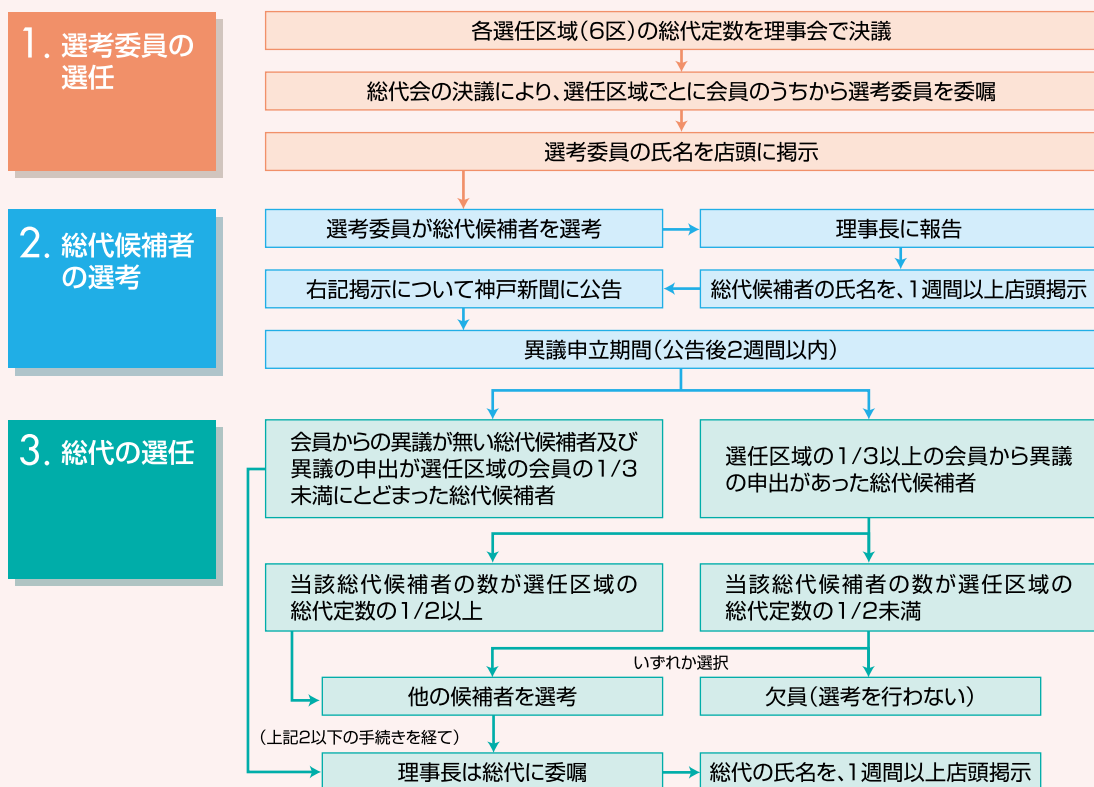 1. 選考委員の
選任
各選任区域(6区)の総代定数を理事会で決議
総代会の決議により、選任区域ごとに会員のうちから選考委員を委嘱
選考委員の氏名を店頭に掲示
2. 総代候補者
の選考
選考委員が総代候補者を選考
理事長に報告
右記掲示について神戸新聞に公告
総代候補者の氏名を、1週間以上店頭掲示
異議申立期間(公告後2週間以内)
3. 総代の選任
会員からの異議が無い総代候補者及び
異議の申出が選任区域の会員の1/3
未満にとどまった総代候補者
選任区域の1/3以上の会員から異議
の申出があった総代候補者
当該総代候補者の数が選任区域の
総代定数の1/2以上
当該総代候補者の数が選任区域の
総代定数の1/2未満
いずれか選択
他の候補者を選考
欠員(選考を行わない)
(上記2以下の手続きを経て)
理事長は総代に委嘱
総代の氏名を、1週間以上店頭掲示